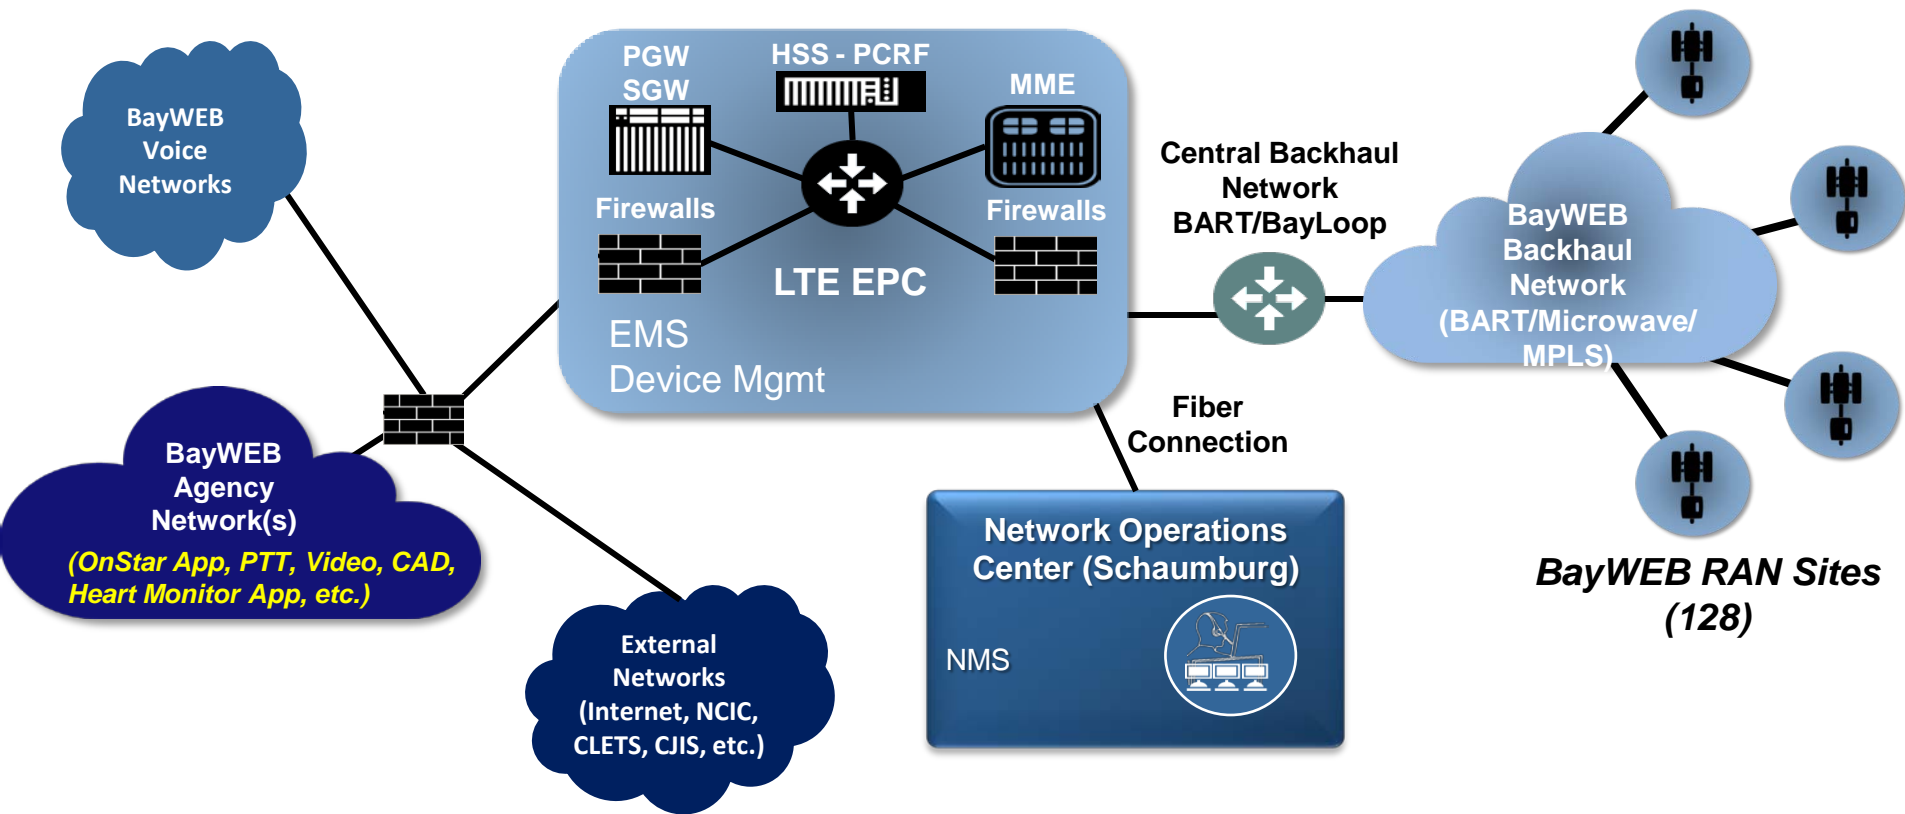 BayWEB
Voice
Networks
PGW
SGW
HSS - PCRF
MME
Firewalls
Firewalls
LTE EPC
EMS
Device Mgmt
Central Backhaul
Network
BART/BayLoop
BayWEB
Backhaul
Network
(BART/Microwave/
MPLS)
BayWEB
Agency
Network(s)
(OnStar App, PTT, Video, CAD,
Heart Monitor App, etc.)
Fiber
Connection
External
Networks
(Internet, NCIC,
CLETS, CJIS, etc.)
Network Operations
Center (Schaumburg)
NMS
BayWEB RAN Sites
(128)